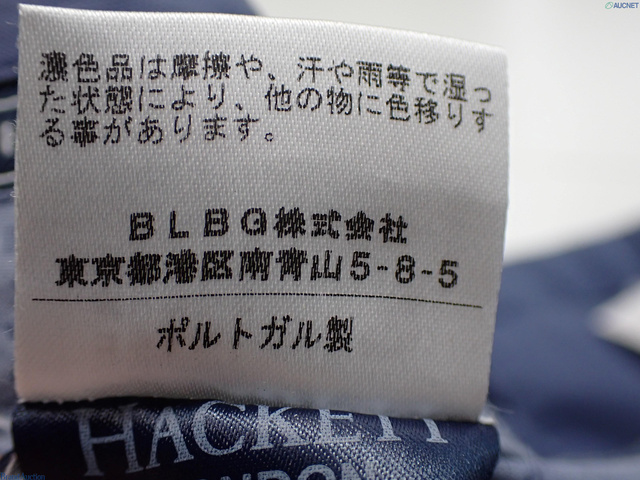 濃色品は摩擦や、汗や雨等で湿っ
た状態により、他の物に色移りす
る事があります。
BLBG株式会社
東京都港区南青山5-8-5
ポルトガル製
HACKETT
LONDON
AUCNET